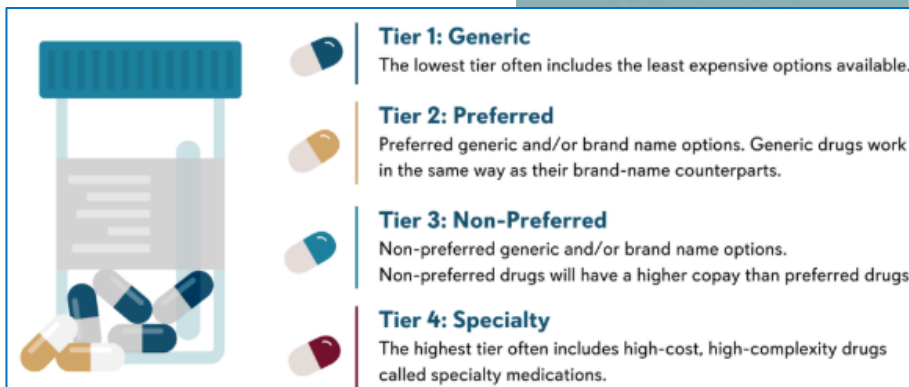 Tier 1: Generic
The lowest tier often includes the least expensive options available.
Tier 2: Preferred
Preferred generic and/or brand name options. Generic drugs work
in the same way as their brand-name counterparts.
Tier 3: Non-Preferred
Non-preferred generic and/or brand name options.
Non-preferred drugs will have a higher copay than preferred drugs
Tier 4: Specialty
The highest tier often includes high-cost, high-complexity drugs
called specialty medications.